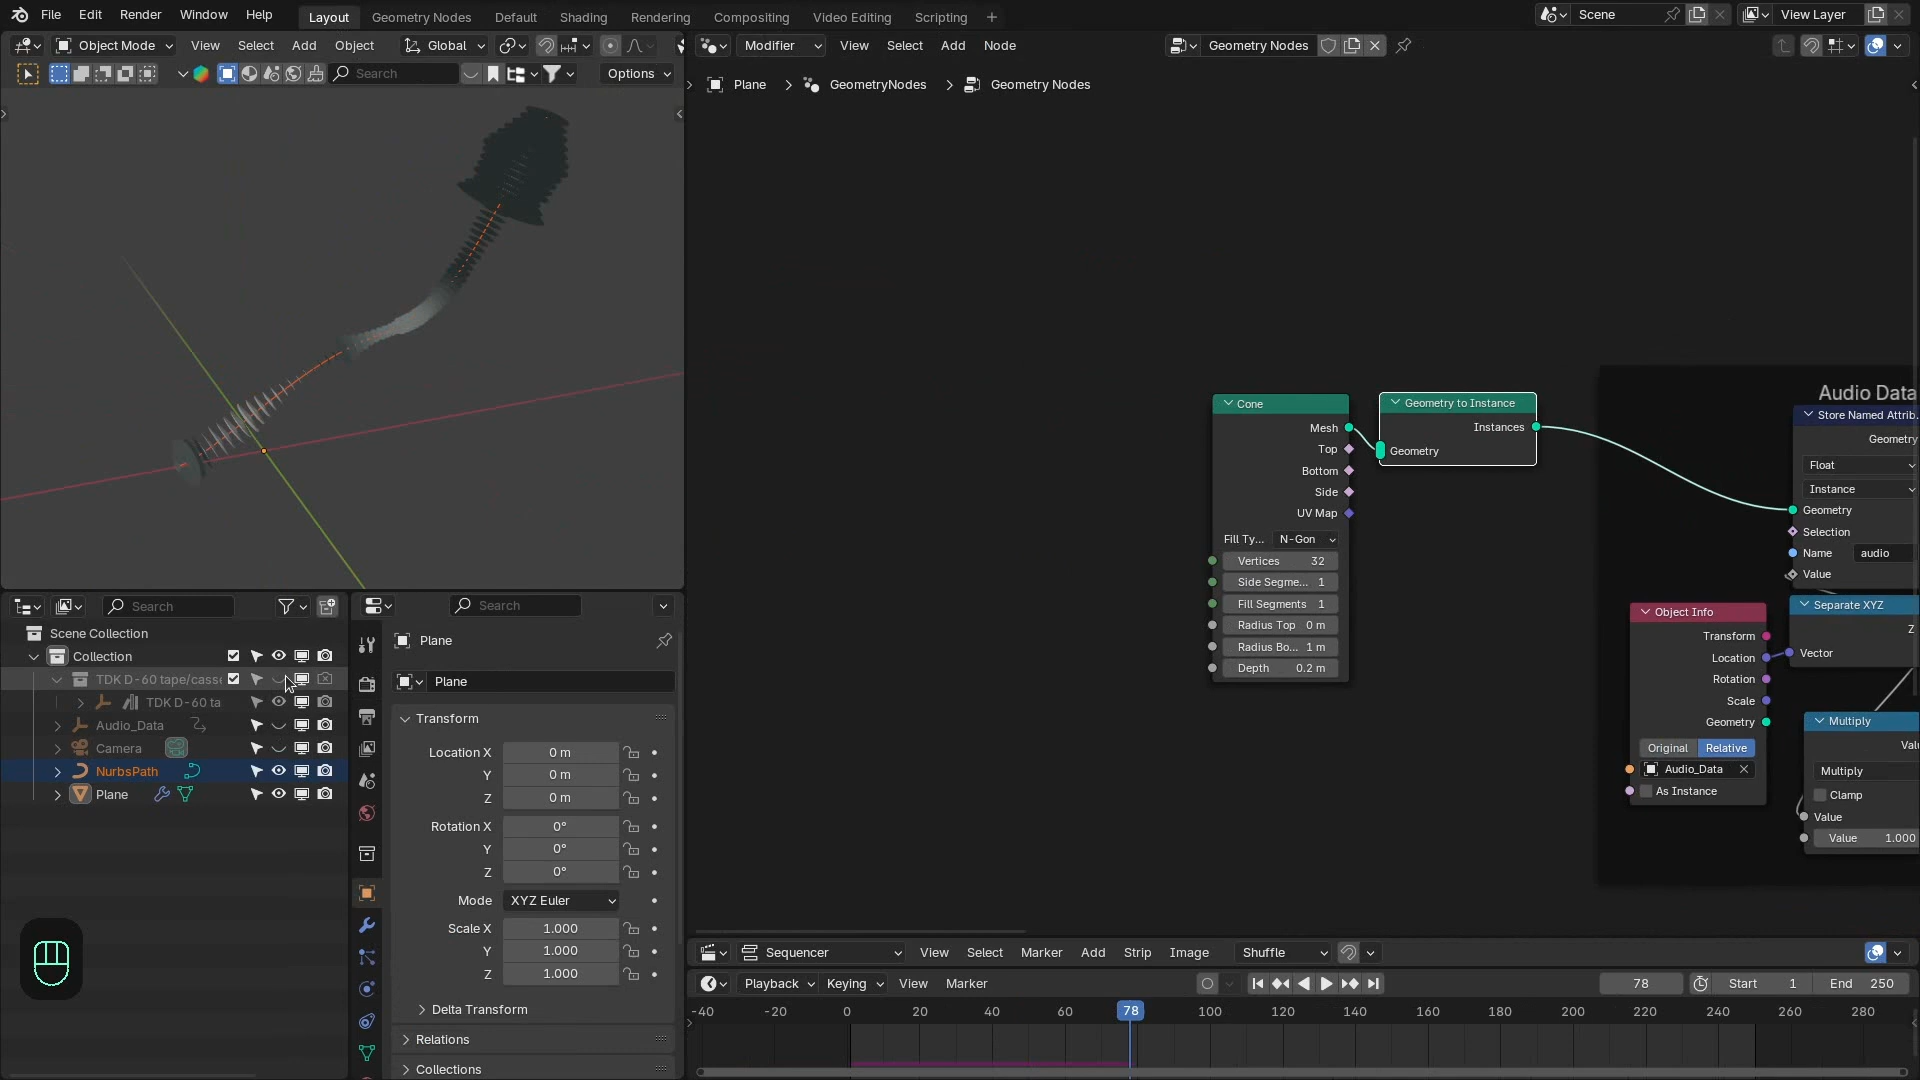 File Edit Render Window Help Layout Geometry Nodes Default Shading Rendering Compositing Video Editing Scripting Scene View Layer
Object Mode View Select Add Object Global
Modifier View Select Add Node Geometry Nodes
Search Options
Plane GeometryNodes Geometry Nodes
Cone
Mesh
Top
Bottom
Side
UV Map
Fill Ty... N-Gon
Vertices 32
Side Segme... 1
Fill Segments 1
Radius Top 0 m
Radius Bo... 1 m
Depth 0.2 m
Geometry to Instance
Instances
Geometry
Audio Data
Store Named Attrib.
Geometry
Float
Instance
Geometry
Selection
Name audio
Value
Object Info
Transform
Location
Rotation
Scale
Geometry
Original Relative
Audio_Data
As Instance
Separate XYZ
Z
Vector
Multiply
Multiply
Clamp
Value
Value 1.000
Search
Scene Collection
Collection
TDK D-60 tape/casse
TDK D-60 ta
Audio_Data
Camera
NurbsPath
Plane
Search
Plane
Plane
Transform
Location X 0 m
Y 0 m
Z 0 m
Rotation X 0°
Y 0°
Z 0°
Mode XYZ Euler
Scale X 1.000
Y 1.000
Z 1.000
Delta Transform
Relations
Collections
Sequencer View Select Marker Add Strip Image Shuffle
Playback Keying View Marker 78 Start 1 End 250
-40 -20 0 20 40 60 78 100 120 140 160 180 200 220 240 260 280